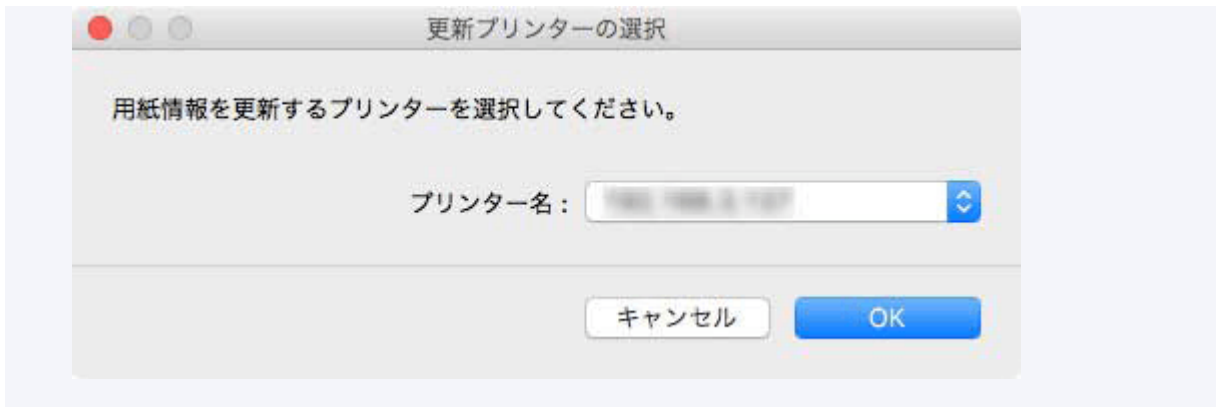 更新プリンターの選択
用紙情報を更新するプリンターを選択してください。
プリンター名：
キャンセル
OK